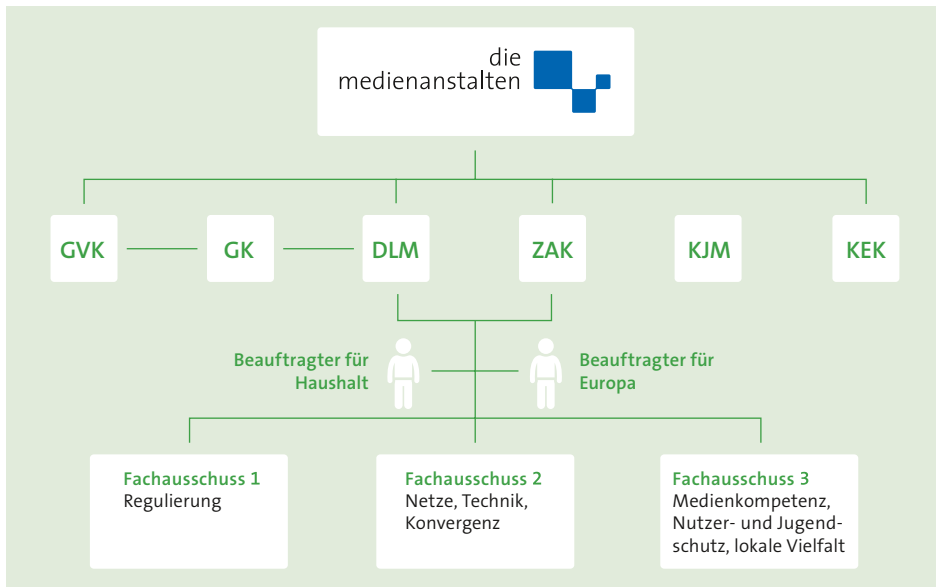 die
medienanstalten
GVK
GK
DLM
ZAK
KJM
KEK
Beauftragter für
Haushalt
Beauftragter für
Europa
Fachausschuss 1
Regulierung
Fachausschuss 2
Netze, Technik,
Konvergenz
Fachausschuss 3
Medienkompetenz,
Nutzer- und Jugend-
schutz, lokale Vielfalt